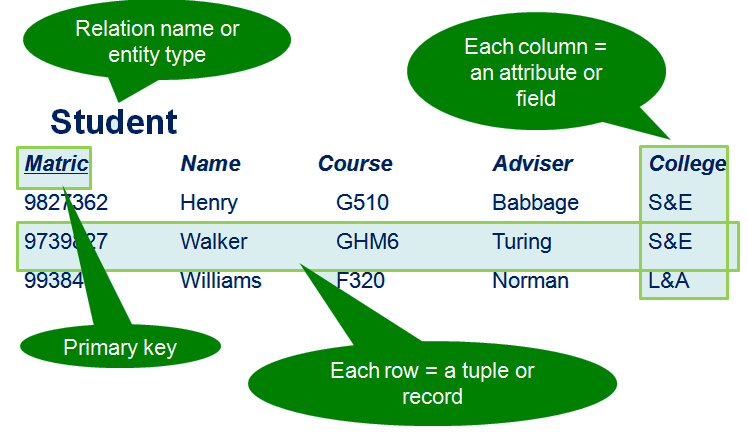 Relation name or
entity type
Each column =
an attribute or
field
Student
Matric Name Course Adviser College
9827362 Henry G510 Babbage S&E
9739827 Walker GHM6 Turing S&E
Williams F320 Norman L&A
Primary key
Each row = a tuple or
record